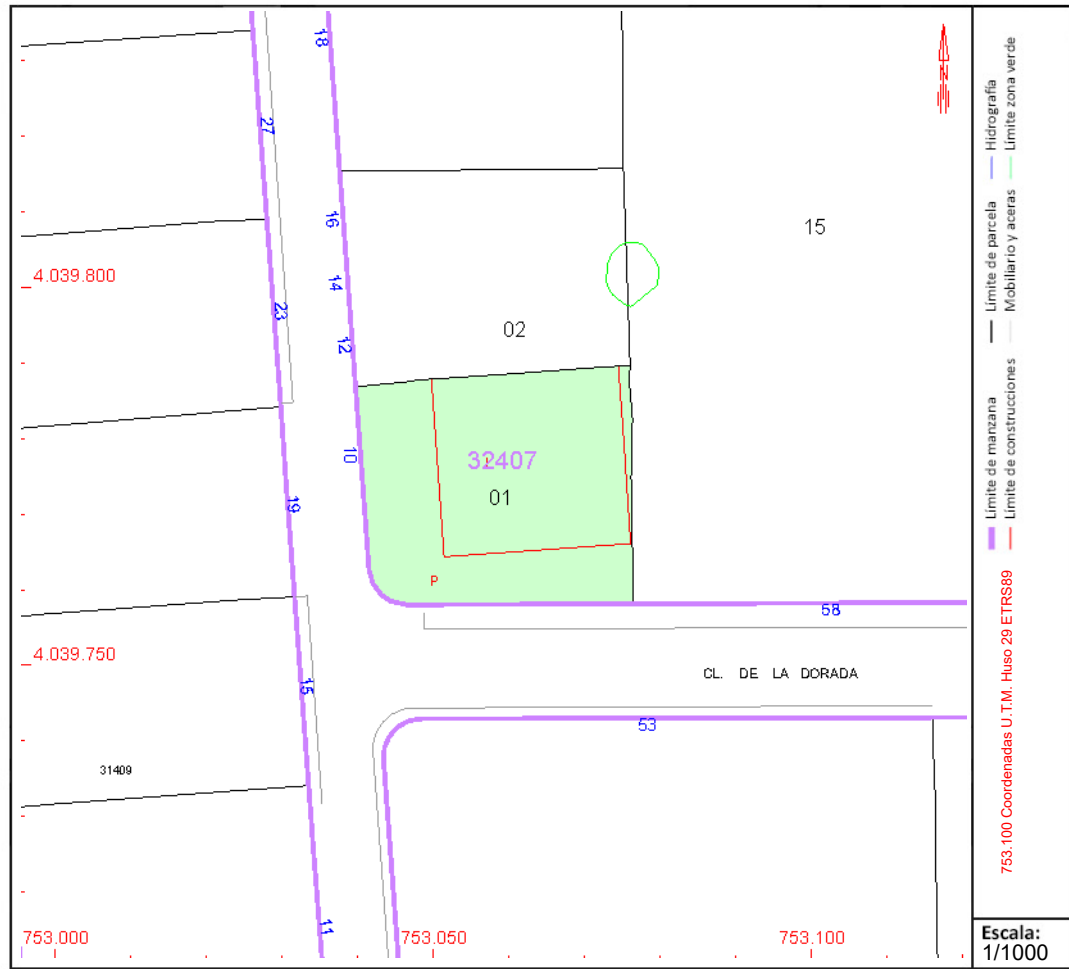 18
27
16
15
4.039.800
14
23
12
02
10
32407
I
01
19
P
58
4.039.750
CL. DE LA DORADA
15
53
31409
11
753.000
753.050
753.100
N
Límite de manzana
Límite de construcciones
Límite de parcela
Mobiliario y aceras
Hidrografía
Límite zona verde
753.100 Coordenadas U.T.M. Huso 29 ETRS89
Escala:
1/1000